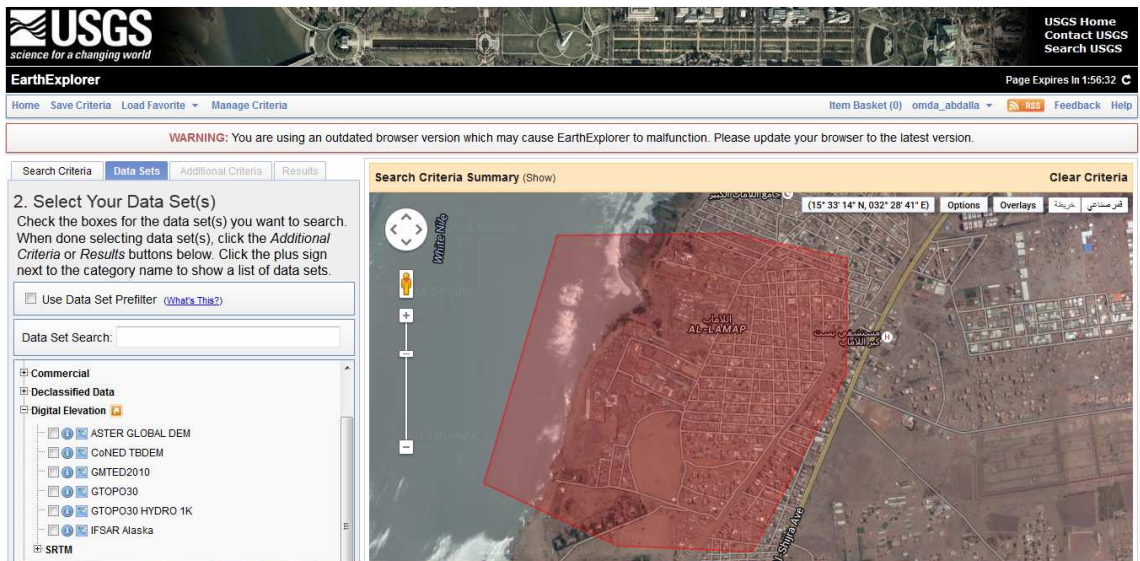 USGS
science for a changing world
USGS Home
Contact USGS
Search USGS
EarthExplorer
Page Expires In 1:56:32
Home Save Criteria Load Favorite Manage Criteria
Item Basket (0) omda_abdalla RSS Feedback Help
WARNING: You are using an outdated browser version which may cause EarthExplorer to malfunction. Please update your browser to the latest version.
Search Criteria Data Sets Additional Criteria Results
2. Select Your Data Set(s)
Check the boxes for the data set(s) you want to search.
When done selecting data set(s), click the Additional
Criteria or Results buttons below. Click the plus sign
next to the category name to show a list of data sets.
Use Data Set Prefilter (What's This?)
Data Set Search:
Commercial
Declassified Data
Digital Elevation
ASTER GLOBAL DEM
CoNED TBDEM
GMTED2010
GTOPO30
GTOPO30 HYDRO 1K
IFSAR Alaska
SRTM
Search Criteria Summary (Show)
Clear Criteria
(15° 33' 14" N, 032° 28' 41" E) Options Overlays خريطة قمر صناعي
جامع اللاماب الكبير
White Nile
اللاماب
AL-LAMAP
مستشفى ست
H
Shjra Ave